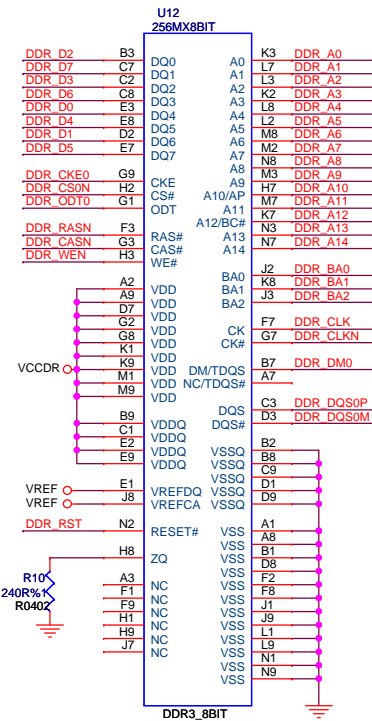 U12
256MX8BIT
DDR_D2 B3 DQ0 A0 K3 DDR_A0
DDR_D7 C7 DQ1 A1 L7 DDR_A1
DDR_D3 C2 DQ2 A2 L3 DDR_A2
DDR_D6 C8 DQ3 A3 K2 DDR_A3
DDR_D0 E3 DQ4 A4 L8 DDR_A4
DDR_D4 E8 DQ5 A5 L2 DDR_A5
DDR_D1 D2 DQ6 A6 M8 DDR_A6
DDR_D5 E7 DQ7 A7 M2 DDR_A7
A8 N8 DDR_A8
DDR_CKE0 G9 CKE A9 M3 DDR_A9
DDR_CS0N H2 CS# A10/AP H7 DDR_A10
DDR_ODT0 G1 ODT A11 M7 DDR_A11
A12/BC# K7 DDR_A12
DDR_RASN F3 RAS# A13 N3 DDR_A13
DDR_CASN G3 CAS# A14 N7 DDR_A14
DDR_WEN H3 WE#
BA0 J2 DDR_BA0
A2 VDD BA1 K8 DDR_BA1
A9 VDD BA2 J3 DDR_BA2
D7 VDD
G2 VDD CK F7 DDR_CLK
G8 VDD CK# G7 DDR_CLKN
K1 VDD
VCCDR K9 VDD DM/TDQS B7 DDR_DM0
M1 VDD NC/TDQS# A7
M9 VDD
DQS C3 DDR_DQS0P
B9 VDDQ DQS# D3 DDR_DQS0M
C1 VDDQ
E2 VDDQ VSSQ B2
E9 VDDQ VSSQ B8
VSSQ C9
VREF E1 VREFDQ VSSQ D1
VREF J8 VREFCA VSSQ D9
DDR_RST N2 RESET# VSS A1
VSS A8
H8 ZQ VSS B1
VSS D8
R10 A3 NC VSS F2
240R%1 F1 NC VSS F8
R0402 F9 NC VSS J1
H1 NC VSS J9
H9 NC VSS L1
J7 NC VSS L9
VSS N1
VSS N9
DDR3_8BIT